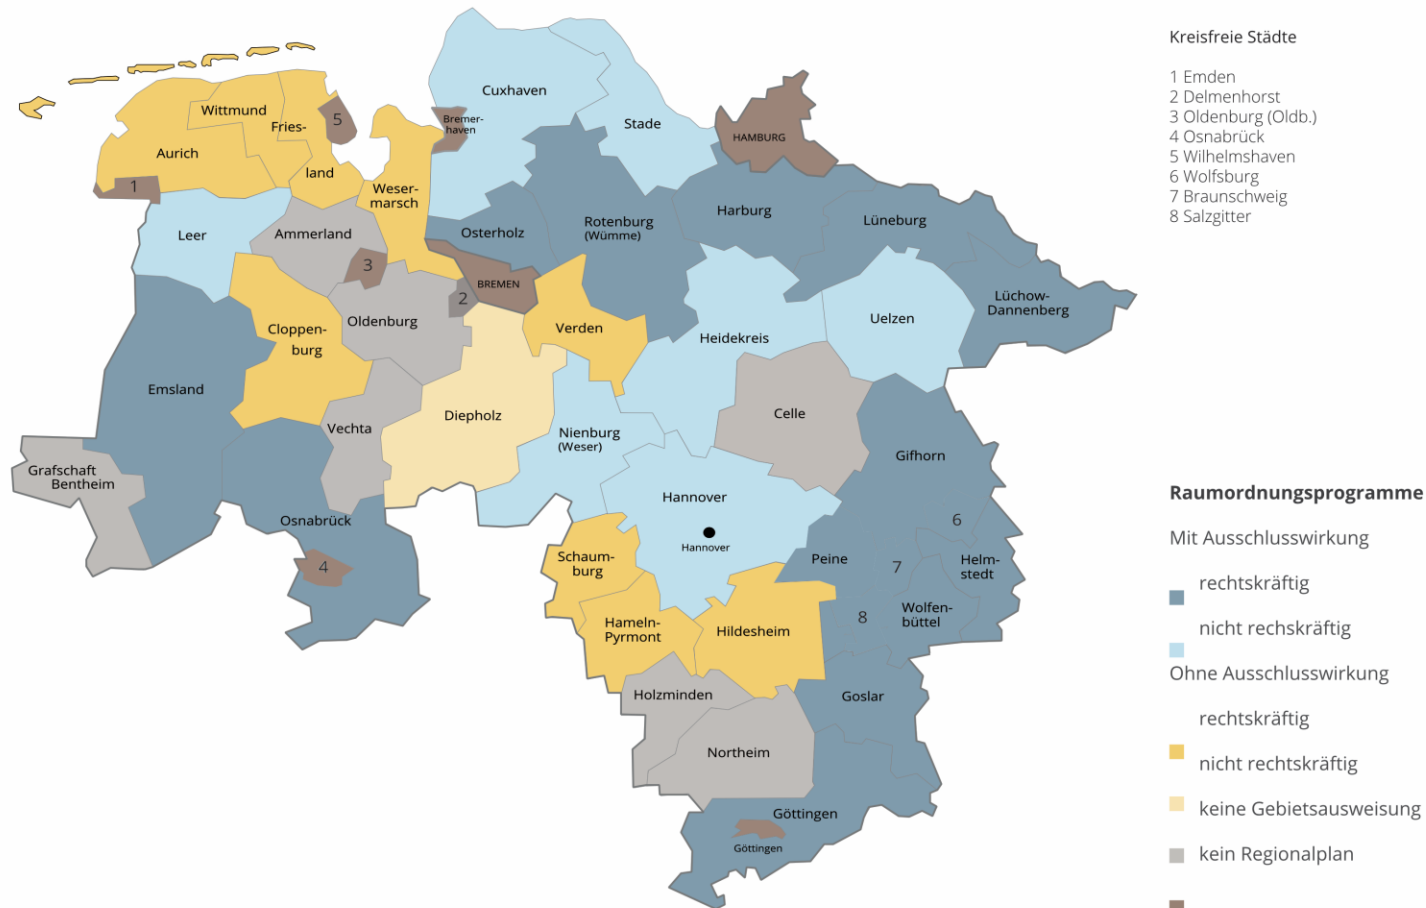 Kreisfreie Städte
1 Emden
2 Delmenhorst
3 Oldenburg (Oldb.)
4 Osnabrück
5 Wilhelmshaven
6 Wolfsburg
7 Braunschweig
8 Salzgitter
Cuxhaven
Stade
Bremer-
haven
HAMBURG
Wittmund
Fries-
land
5
Aurich
1
Weser-
marsch
Leer
Ammerland
3
Osterholz
Rotenburg
(Wümme)
Harburg
Lüneburg
BREMEN
2
Oldenburg
Lüchow-
Dannenberg
Uelzen
Cloppen-
burg
Verden
Heidekreis
Emsland
Diepholz
Celle
Vechta
Nienburg
(Weser)
Gifhorn
Grafschaft
Bentheim
Hannover
Hannover
Osnabrück
4
6
Schaum-
burg
Peine
7
Helm-
stedt
Wolfen-
büttel
8
Hameln-
Pyrmont
Hildesheim
Holzminden
Goslar
Northeim
Göttingen
Göttingen
Raumordnungsprogramme
Mit Ausschlusswirkung
rechtskräftig
nicht rechskräftig
Ohne Ausschlusswirkung
rechtskräftig
nicht rechtskräftig
keine Gebietsausweisung
kein Regionalplan